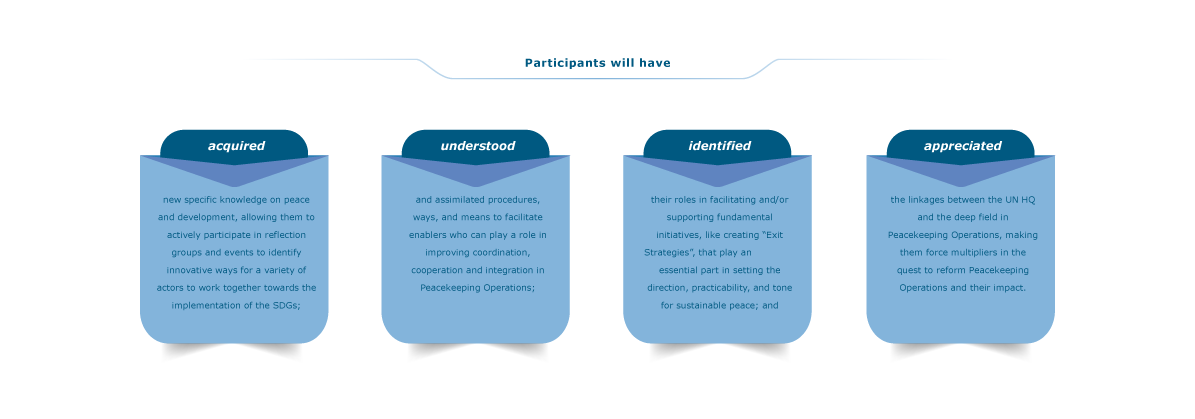 Participants will have
acquired
new specific knowledge on peace
and development, allowing them to
actively participate in reflection
groups and events to identify
innovative ways for a variety of
actors to work together towards the
implementation of the SDGs;
understood
and assimilated procedures,
ways, and means to facilitate
enablers who can play a role in
improving coordination,
cooperation and integration in
Peacekeeping Operations;
identified
their roles in facilitating and/or
supporting fundamental
initiatives, like creating “Exit
Strategies”, that play an
essential part in setting the
direction, practicability, and tone
for sustainable peace; and
appreciated
the linkages between the UN HQ
and the deep field in
Peacekeeping Operations, making
them force multipliers in the
quest to reform Peacekeeping
Operations and their impact.